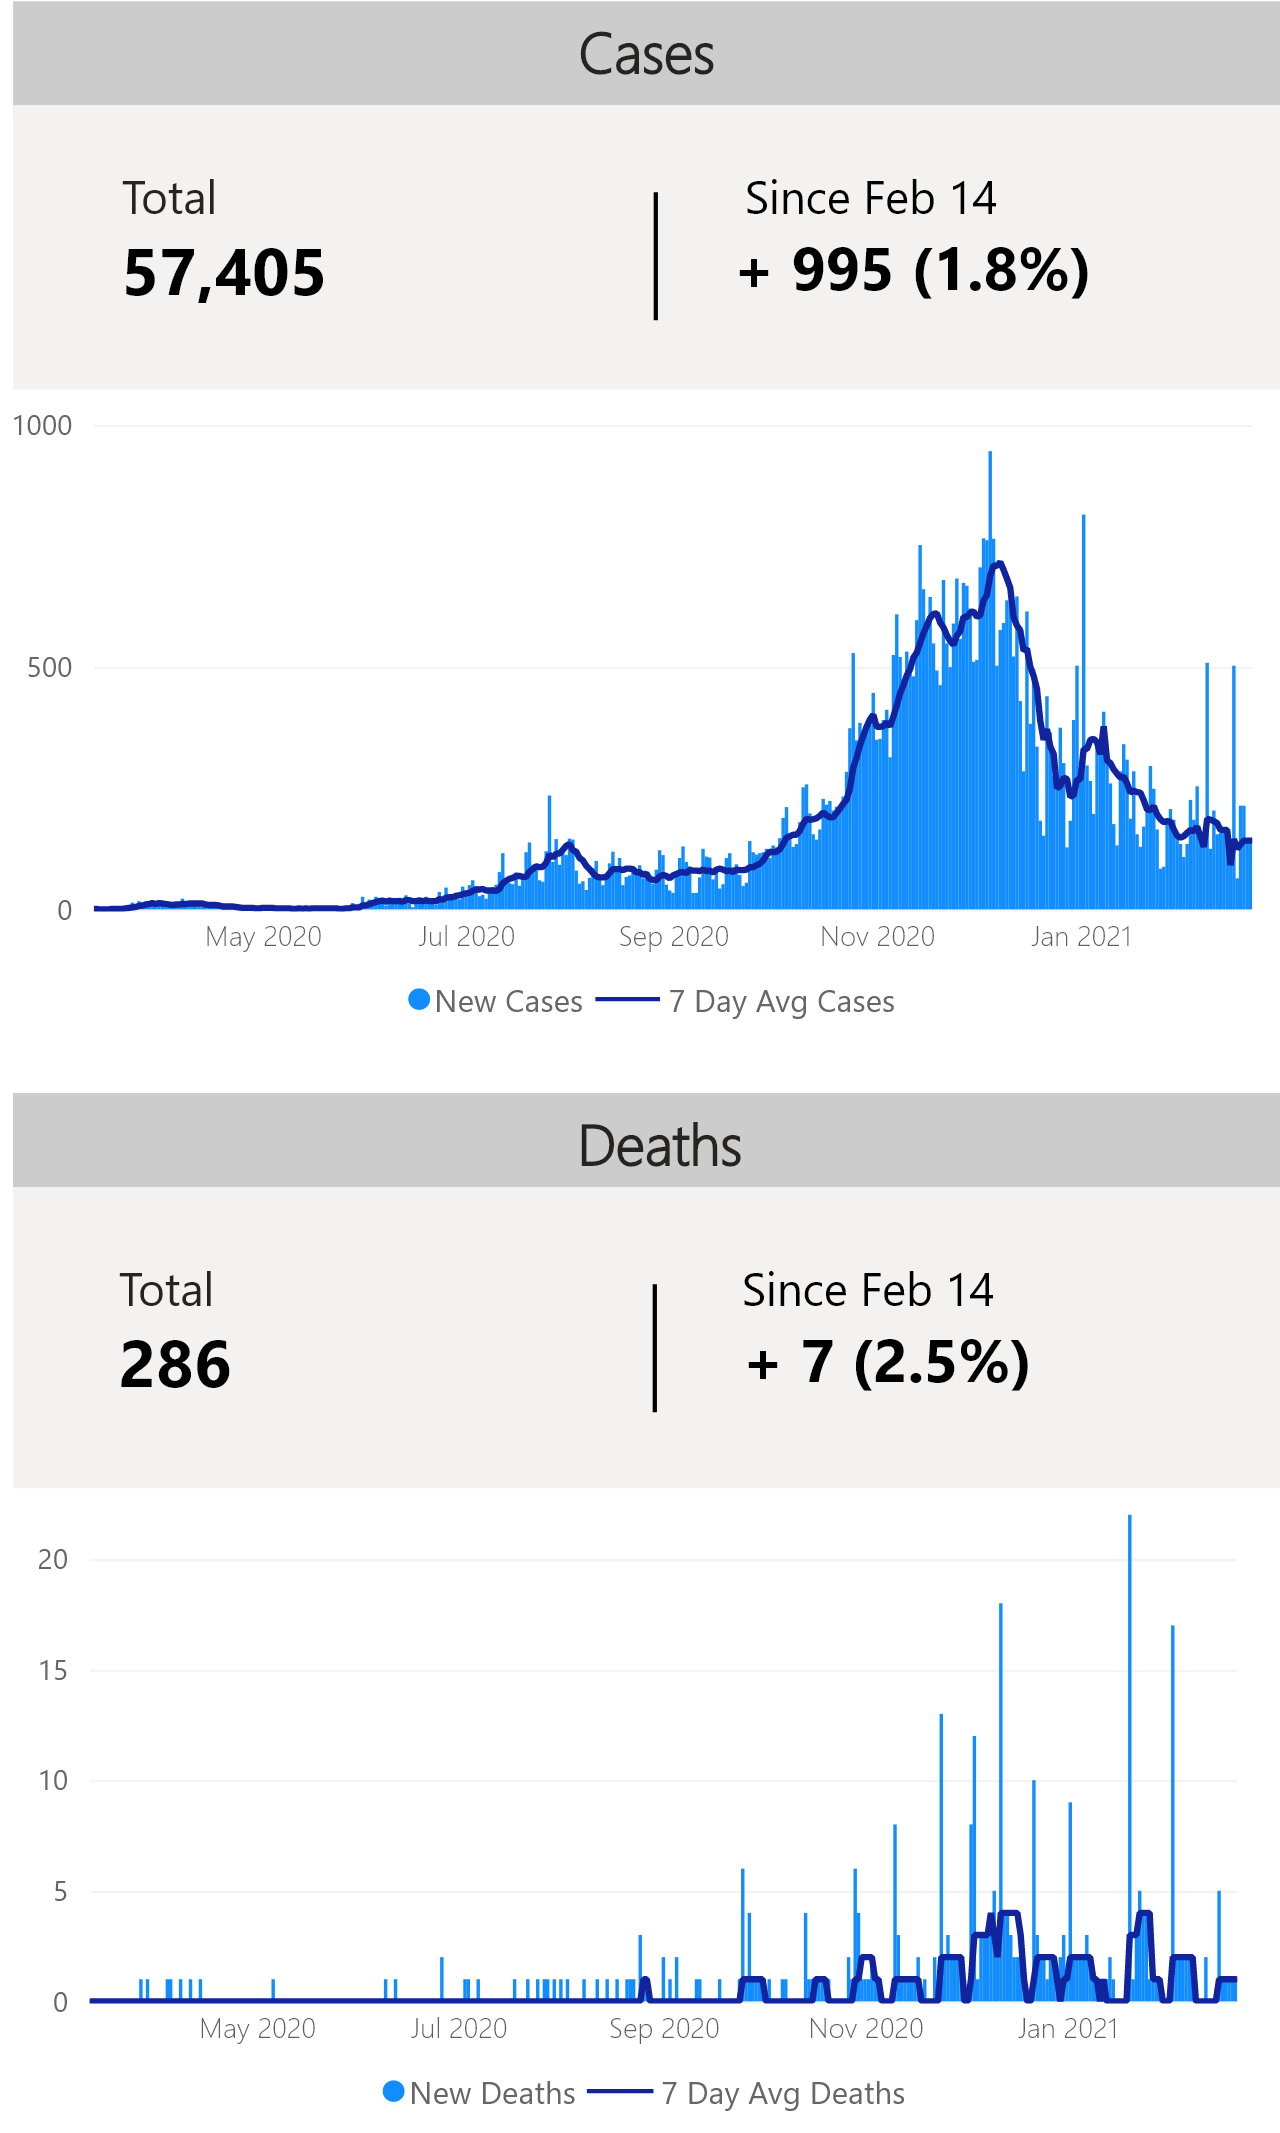 Cases
Total
Since Feb 14
57,405
+ 995 (1.8%)
1000
500
0
May 2020
Jul 2020
Sep 2020
Nov 2020
Jan 2021
New Cases
7 Day Avg Cases
Deaths
Total
Since Feb 14
286
+ 7 (2.5%)
20
15
10
5
0
May 2020
Jul 2020
Sep 2020
Nov 2020
Jan 2021
New Deaths
7 Day Avg Deaths